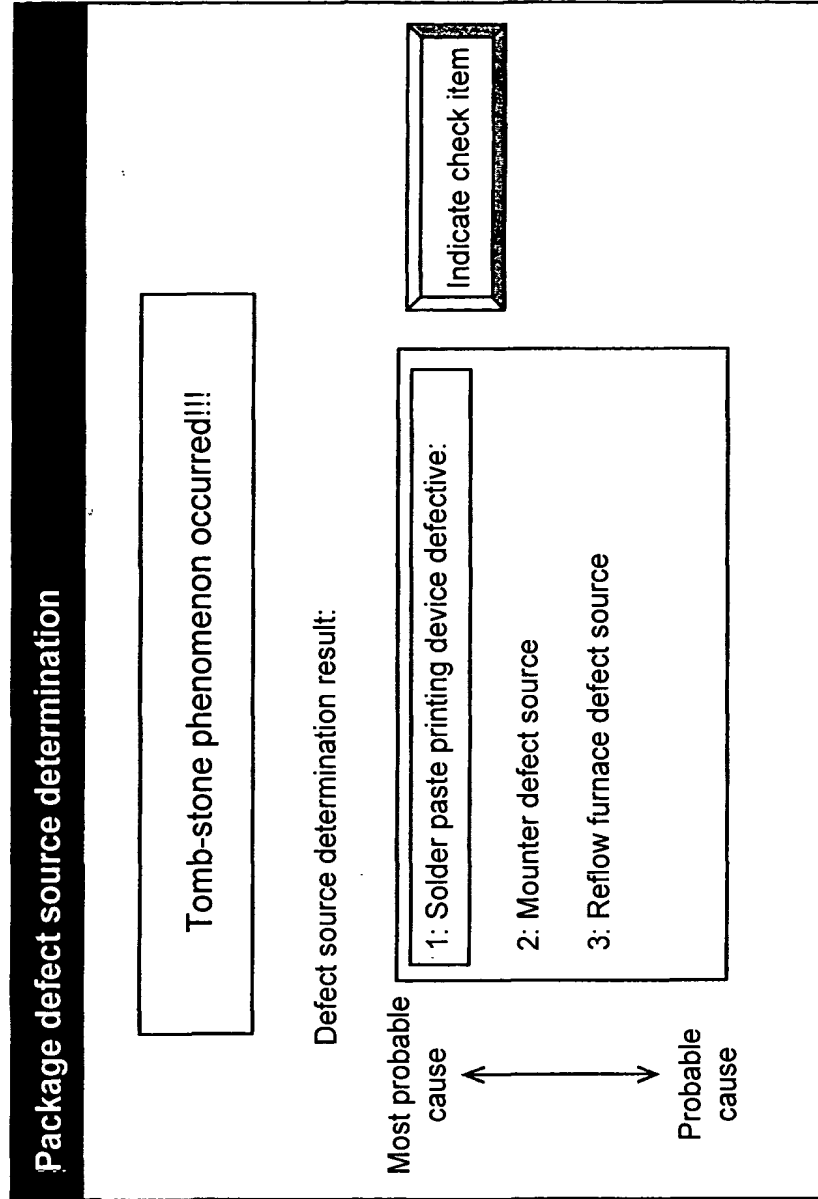 Package defect source determination
Tomb-stone phenomenon occurred!!!
Defect source determination result:
Most probable
cause
1: Solder paste printing device defective:
2: Mounter defect source
3: Reflow furnace defect source
Probable
cause
Indicate check item